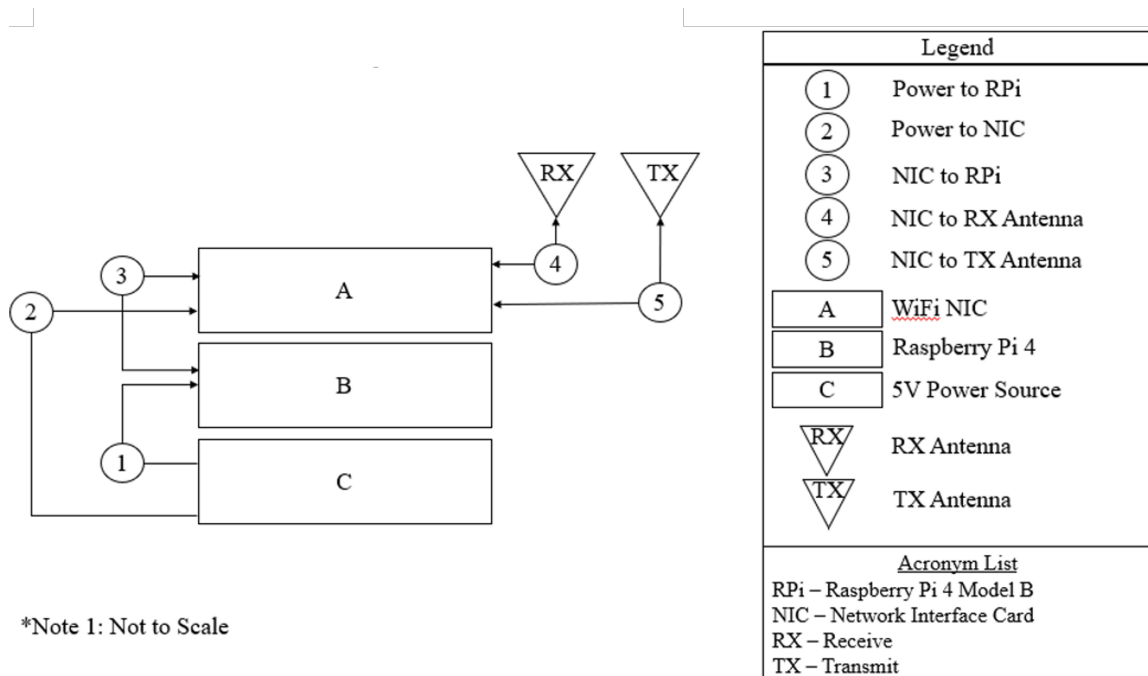 RX
TX
3
A
4
2
5
B
1
C
*Note 1: Not to Scale
Legend
1 Power to RPi
2 Power to NIC
3 NIC to RPi
4 NIC to RX Antenna
5 NIC to TX Antenna
A WiFi NIC
B Raspberry Pi 4
C 5V Power Source
RX RX Antenna
TX TX Antenna
Acronym List
RPi – Raspberry Pi 4 Model B
NIC – Network Interface Card
RX – Receive
TX – Transmit